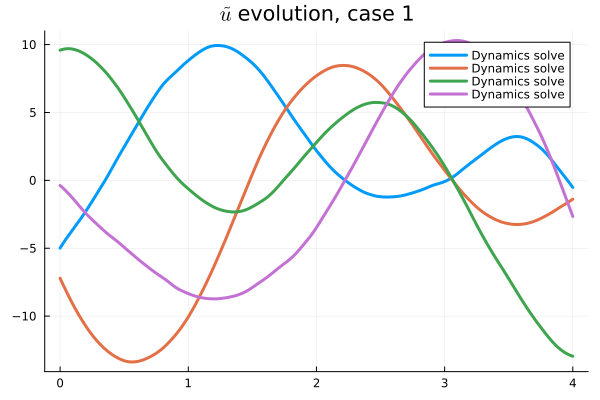 ũ evolution, case 1
Dynamics solve
Dynamics solve
Dynamics solve
Dynamics solve
10
5
0
−5
−10
0 1 2 3 4